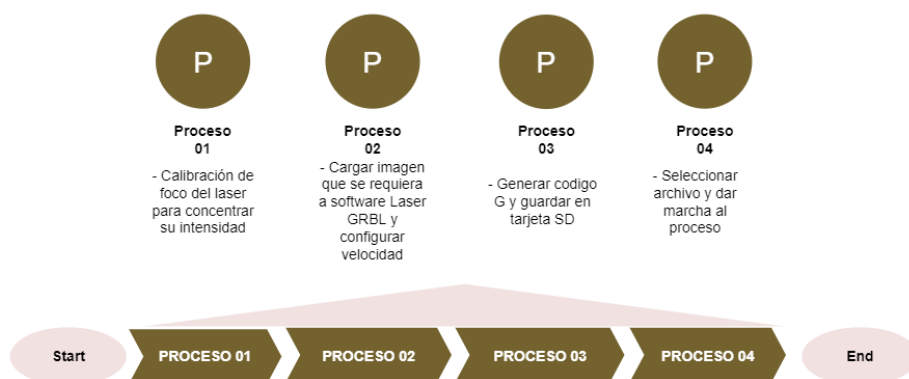 P
P
P
P
Proceso
01
- Calibración de
foco del laser
para concentrar
su intensidad
Proceso
02
- Cargar imagen
que se requiera
a software Laser
GRBL y
configurar
velocidad
Proceso
03
- Generar codigo
G y guardar en
tarjeta SD
Proceso
04
- Seleccionar
archivo y dar
marcha al
proceso
Start
PROCESO 01
PROCESO 02
PROCESO 03
PROCESO 04
End